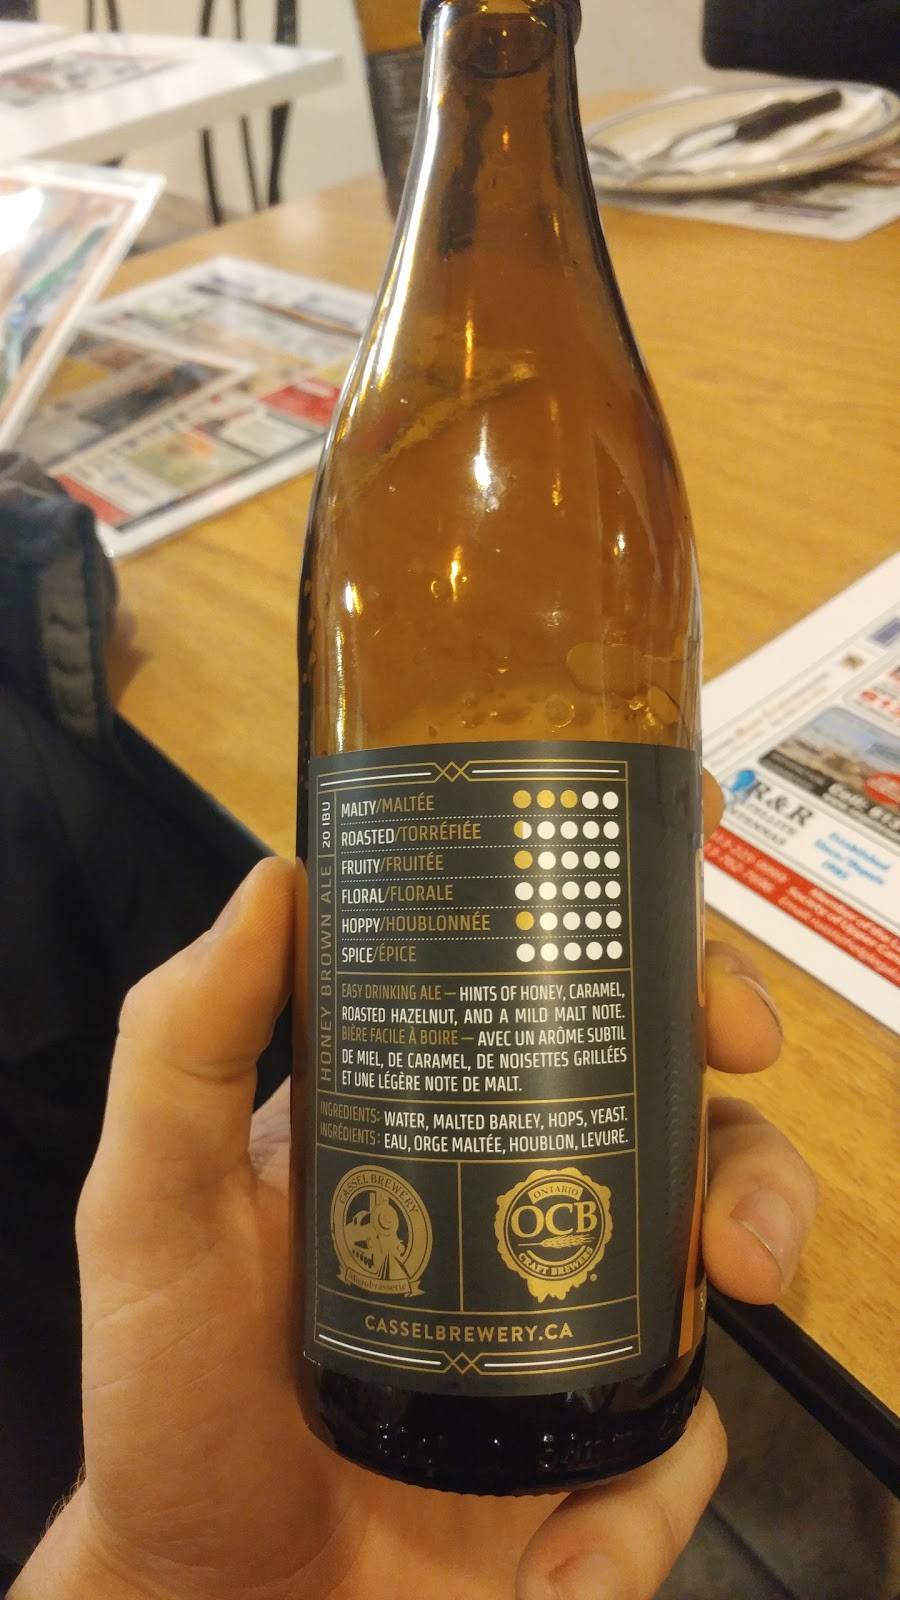 HONEY BROWN ALE | 20 IBU
MALTY/MALTÉE
ROASTED/TORRÉFIÉE
FRUITY/FRUITÉE
FLORAL/FLORALE
HOPPY/HOUBLONNÉE
SPICE/ÉPICE
EASY DRINKING ALE — HINTS OF HONEY, CARAMEL,
ROASTED HAZELNUT, AND A MILD MALT NOTE.
BIÈRE FACILE À BOIRE — AVEC UN ARÔME SUBTIL
DE MIEL, DE CARAMEL, DE NOISETTES GRILLÉES
ET UNE LÉGÈRE NOTE DE MALT.
INGREDIENTS: WATER, MALTED BARLEY, HOPS, YEAST.
INGRÉDIENTS: EAU, ORGE MALTÉE, HOUBLON, LEVURE.
CASSEL BREWERY
Microbrasserie
ONTARIO
OCB
CRAFT BREWERS
®
CASSELBREWERY.CA
R&R